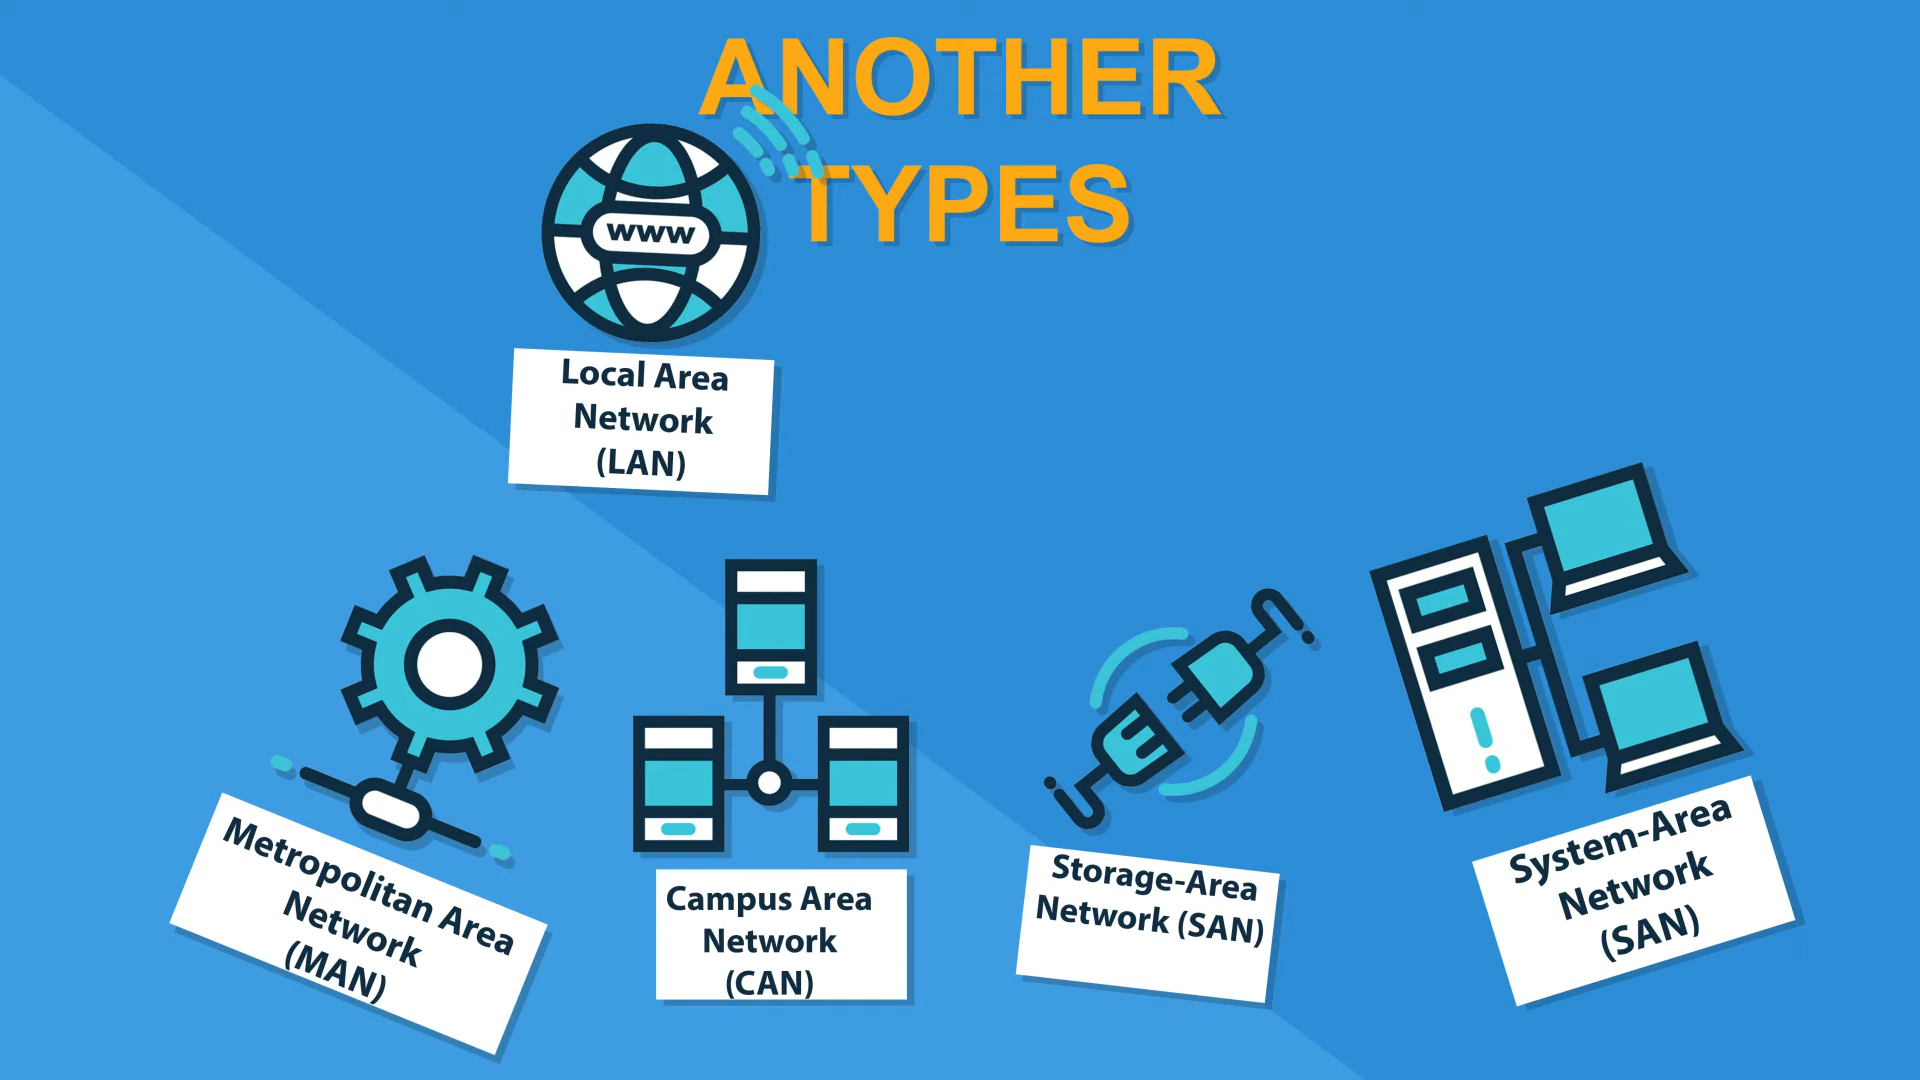 ANOTHER
TYPES
www
Local Area
Network
(LAN)
Metropolitan Area
Network
(MAN)
Campus Area
Network
(CAN)
Storage-Area
Network (SAN)
System-Area
Network
(SAN)